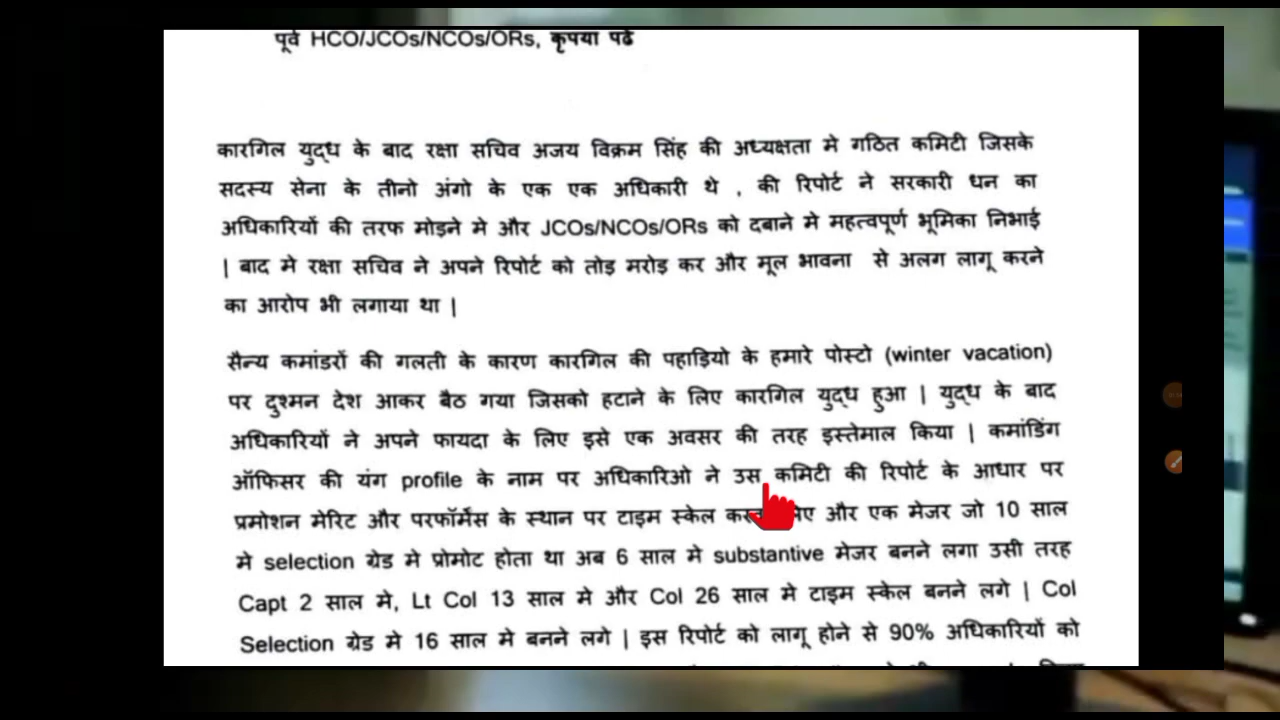 पूर्व HCO/JCOs/NCOs/ORs, कृपया पढे
कारगिल युद्ध के बाद रक्षा सचिव अजय विक्रम सिंह की अध्यक्षता मे गठित कमिटी जिसके
सदस्य सेना के तीनो अंगो के एक एक अधिकारी थे , की रिपोर्ट ने सरकारी धन का
अधिकारियों की तरफ मोड़ने मे और JCOs/NCOs/ORs को दबाने मे महत्वपूर्ण भूमिका निभाई
| बाद मे रक्षा सचिव ने अपने रिपोर्ट को तोड़ मरोड़ कर और मूल भावना से अलग लागू करने
का आरोप भी लगाया था |
सैन्य कमांडरों की गलती के कारण कारगिल की पहाड़ियो के हमारे पोस्टो (winter vacation)
पर दुश्मन देश आकर बैठ गया जिसको हटाने के लिए कारगिल युद्ध हुआ | युद्ध के बाद
अधिकारियों ने अपने फायदा के लिए इसे एक अवसर की तरह इस्तेमाल किया | कमांडिंग
ऑफिसर की यंग profile के नाम पर अधिकारिओ ने उस कमिटी की रिपोर्ट के आधार पर
प्रमोशन मेरिट और परफॉर्मेंस के स्थान पर टाइम स्केल और एक मेजर जो 10 साल
मे selection ग्रेड मे प्रोमोट होता था अब 6 साल मे substantive मेजर बनने लगा उसी तरह
Capt 2 साल मे, Lt Col 13 साल मे और Col 26 साल मे टाइम स्केल बनने लगे | Col
Selection ग्रेड मे 16 साल मे बनने लगे | इस रिपोर्ट को लागू होने से 90% अधिकारियों को